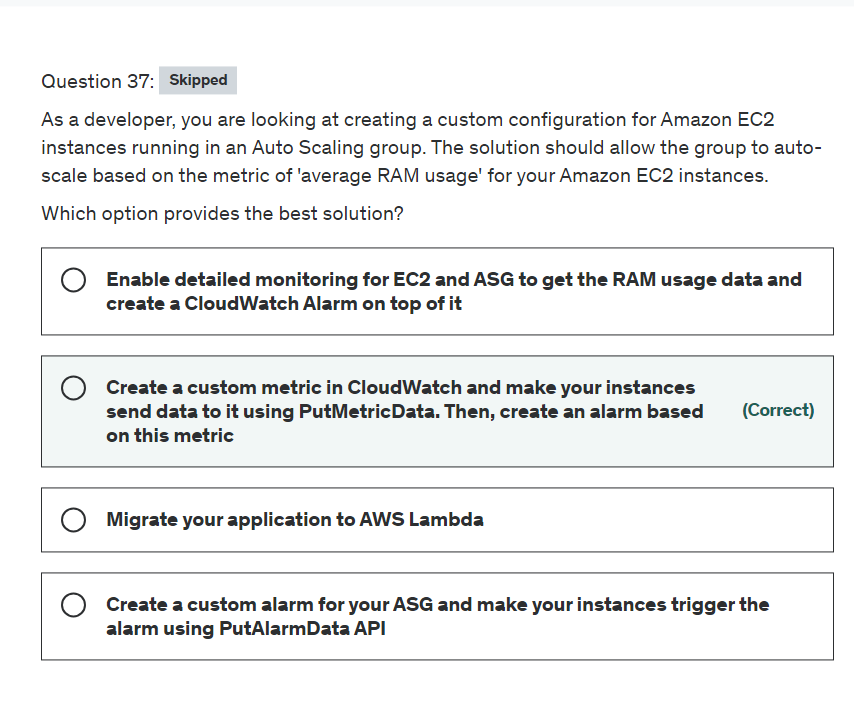 Question 37: Skipped
As a developer, you are looking at creating a custom configuration for Amazon EC2
instances running in an Auto Scaling group. The solution should allow the group to auto-
scale based on the metric of 'average RAM usage' for your Amazon EC2 instances.
Which option provides the best solution?
Enable detailed monitoring for EC2 and ASG to get the RAM usage data and
create a CloudWatch Alarm on top of it
Create a custom metric in CloudWatch and make your instances
send data to it using PutMetricData. Then, create an alarm based
on this metric
(Correct)
Migrate your application to AWS Lambda
Create a custom alarm for your ASG and make your instances trigger the
alarm using PutAlarmData API